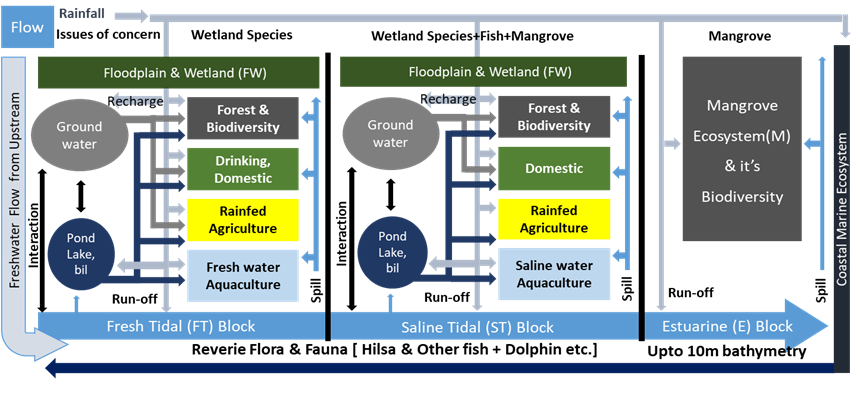 Flow
Rainfall
Issues of concern
Wetland Species
Wetland Species+Fish+Mangrove
Mangrove
Freshwater Flow from Upstream
Floodplain & Wetland (FW)
Recharge
Ground
water
Forest &
Biodiversity
Drinking,
Domestic
Rainfed
Agriculture
Fresh water
Aquaculture
Pond
Lake,
bil
Interaction
Run-off
Spill
Floodplain & Wetland (FW)
Recharge
Ground
water
Forest &
Biodiversity
Domestic
Rainfed
Agriculture
Saline water
Aquaculture
Pond
Lake,
bil
Interaction
Run-off
Spill
Mangrove
Ecosystem(M)
& it's
Biodiversity
Run-off
Spill
Coastal Marine Ecosystem
Fresh Tidal (FT) Block
Saline Tidal (ST) Block
Estuarine (E) Block
Reverie Flora & Fauna [ Hilsa & Other fish + Dolphin etc.]
Upto 10m bathymetry